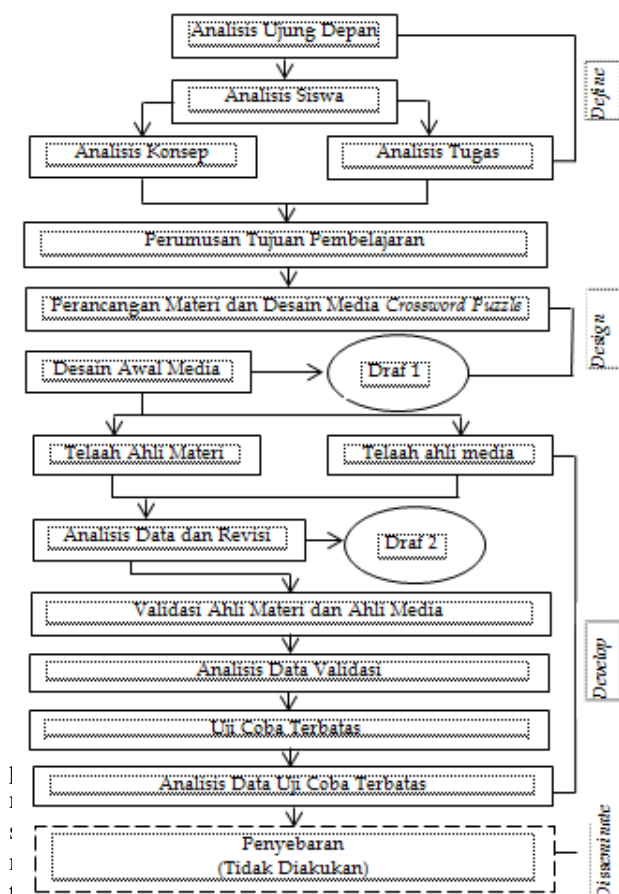 Analisis Ujung Depan
Define
Analisis Siswa
Analisis Konsep
Analisis Tugas
Perumusan Tujuan Pembelajaran
Perancangan Materi dan Desain Media Crossword Puzzle
Design
Desain Awal Media
Draf 1
Telaah Ahli Materi
Telaah ahli media
Analisis Data dan Revisi
Draf 2
Validasi Ahli Materi dan Ahli Media
Develop
Analisis Data Validasi
Uji Coba Terbatas
Analisis Data Uji Coba Terbatas
Penyebaran
(Tidak Diakukan)
Disseminate